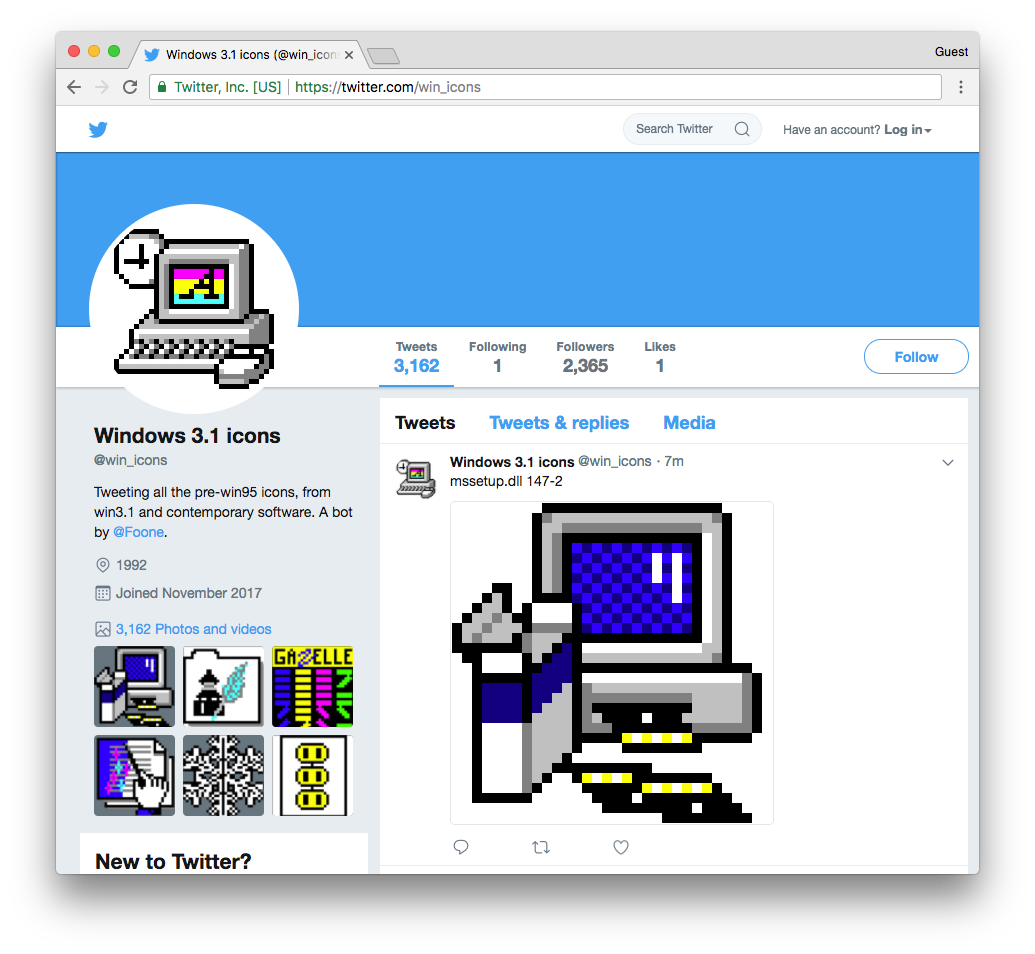 Guest
Windows 3.1 icons (@win_icons
Twitter, Inc. [US] https://twitter.com/win_icons
Search Twitter Have an account? Log in
A
Tweets Following Followers Likes
3,162 1 2,365 1
Follow
Windows 3.1 icons
@win_icons
Tweeting all the pre-win95 icons, from
win3.1 and contemporary software. A bot
by @Foone.
1992
Joined November 2017
3,162 Photos and videos
GAZELLE
New to Twitter?
Tweets Tweets & replies Media
Windows 3.1 icons @win_icons · 7m
mssetup.dll 147-2